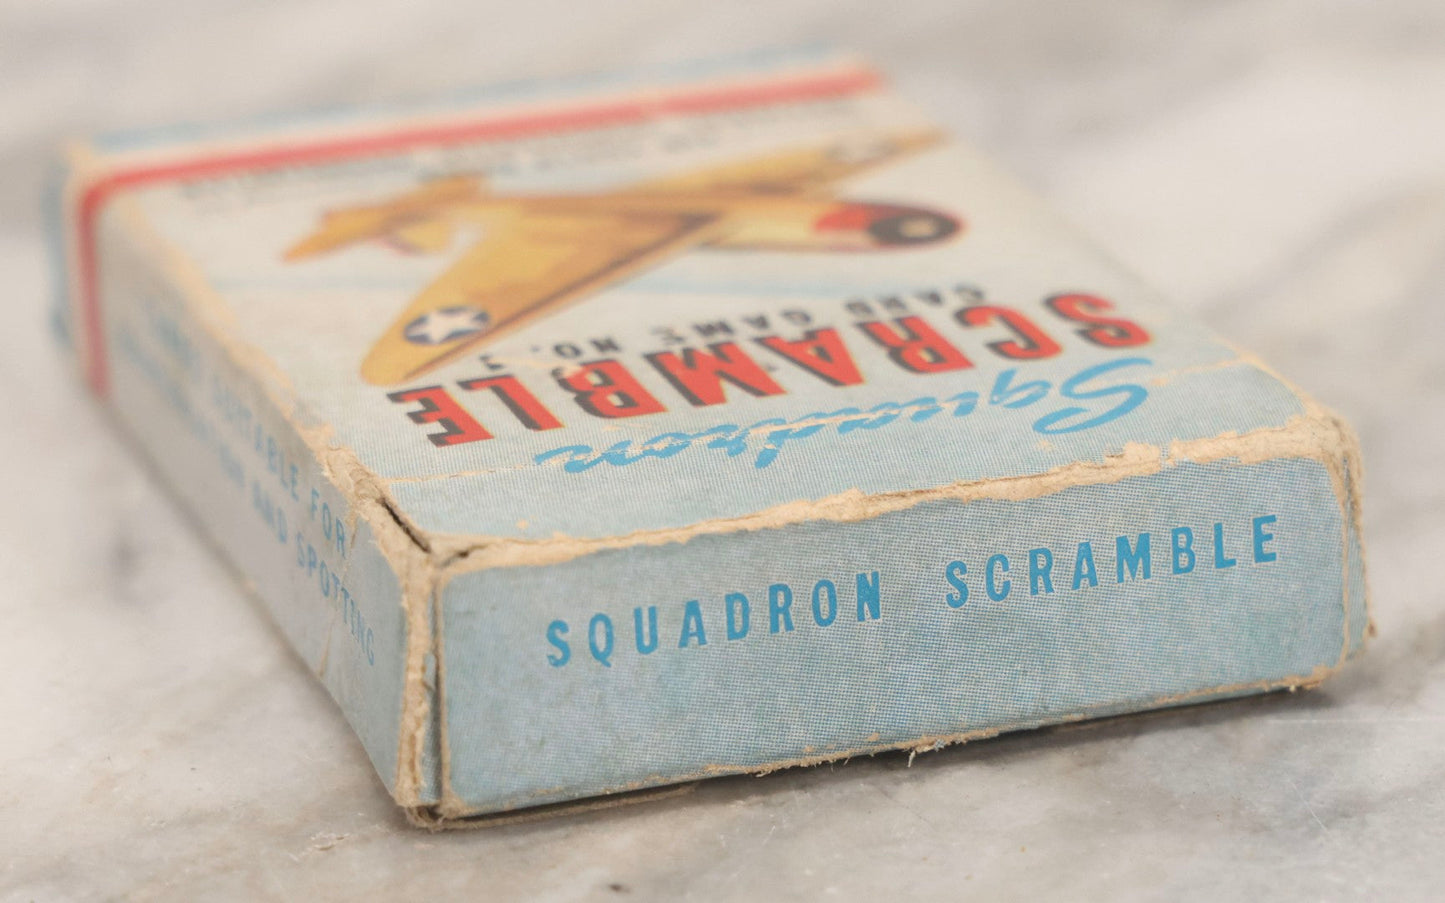 Squadron
SCRAMBLE
CARD GAME NO. 1
SQUADRON SCRAMBLE
SUITABLE FOR
AND SPOTTING